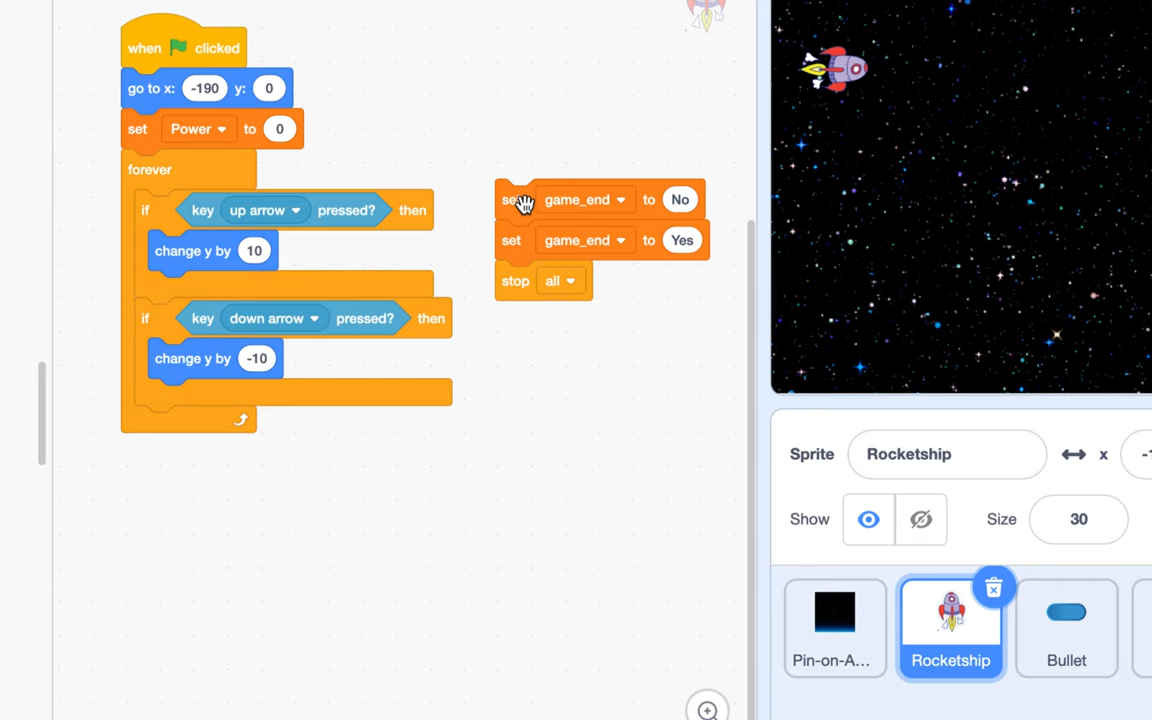 when clicked
go to x: -190 y: 0
set Power to 0
forever
if key up arrow pressed? then
change y by 10
if key down arrow pressed? then
change y by -10
set game_end to No
set game_end to Yes
stop all
Sprite Rocketship x
Show Size 30
Pin-on-A...
Rocketship
Bullet